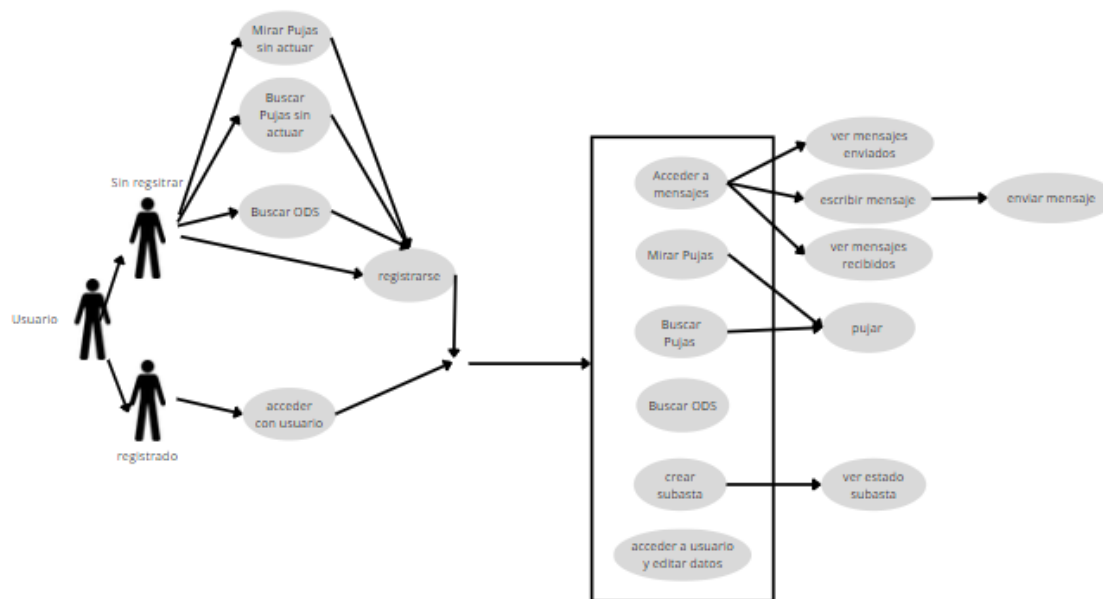 Mirar Pujas
sin actuar
Buscar
Pujas sin
actuar
Sin regsitrar
Buscar ODS
registrarse
Usuario
acceder
con usuario
registrado
Acceder a
mensajes
ver mensajes
enviados
escribir mensaje
enviar mensaje
ver mensajes
recibidos
Mirar Pujas
Buscar
Pujas
pujar
Buscar ODS
crear
subasta
ver estado
subasta
acceder a usuario
y editar datos